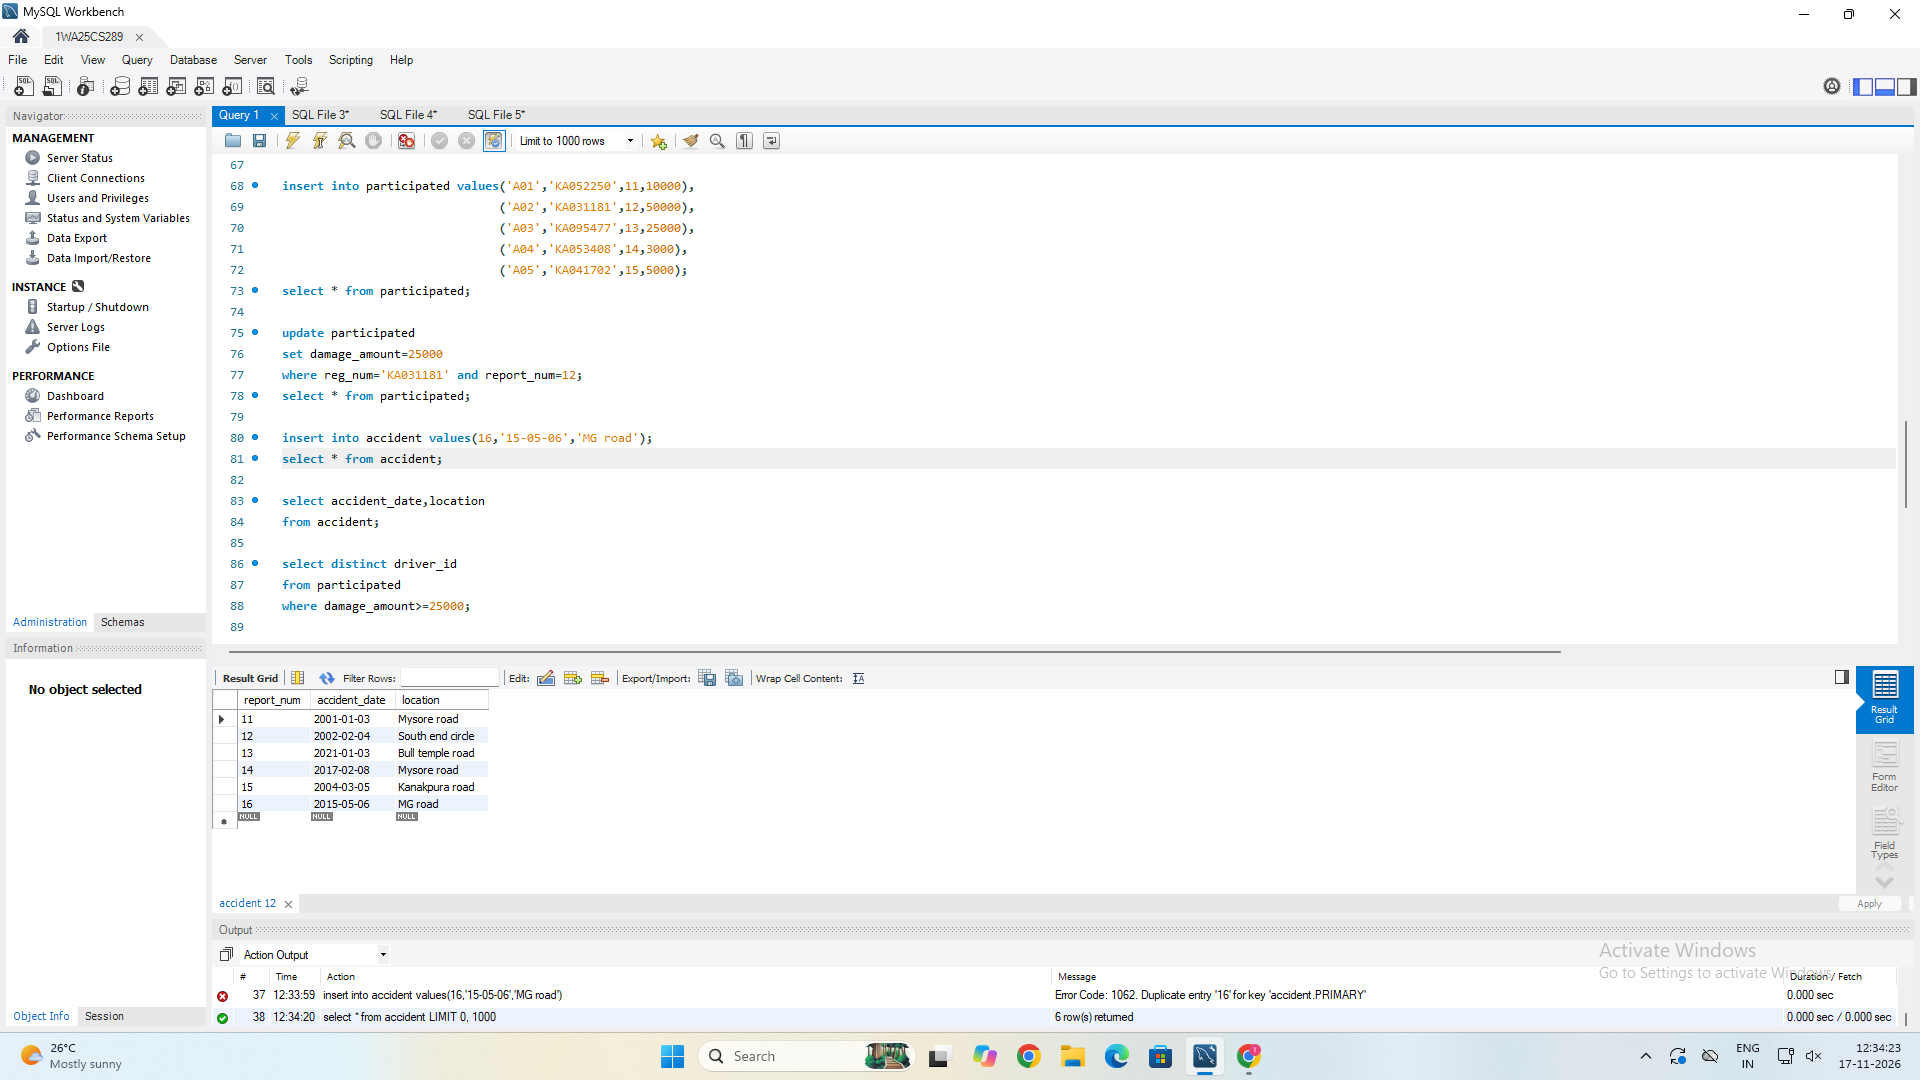 MySQL Workbench
1WA25CS289
File Edit View Query Database Server Tools Scripting Help
Navigator
MANAGEMENT
Server Status
Client Connections
Users and Privileges
Status and System Variables
Data Export
Data Import/Restore
INSTANCE
Startup / Shutdown
Server Logs
Options File
PERFORMANCE
Dashboard
Performance Reports
Performance Schema Setup
Administration Schemas
Information
No object selected
Object Info Session
Query 1 SQL File 3* SQL File 4* SQL File 5*
Limit to 1000 rows
67
68 insert into participated values('A01','KA052250',11,10000),
69 ('A02','KA031181',12,50000),
70 ('A03','KA095477',13,25000),
71 ('A04','KA053408',14,3000),
72 ('A05','KA041702',15,5000);
73 select * from participated;
74
75 update participated
76 set damage_amount=25000
77 where reg_num='KA031181' and report_num=12;
78 select * from participated;
79
80 insert into accident values(16,'15-05-06','MG road');
81 select * from accident;
82
83 select accident_date,location
84 from accident;
85
86 select distinct driver_id
87 from participated
88 where damage_amount>=25000;
89
Result Grid Filter Rows: Edit: Export/Import: Wrap Cell Content:
report_num accident_date location
11 2001-01-03 Mysore road
12 2002-02-04 South end circle
13 2021-01-03 Bull temple road
14 2017-02-08 Mysore road
15 2004-03-05 Kanakpura road
16 2015-05-06 MG road
NULL NULL NULL
Result Grid
Form Editor
Field Types
accident 12
Apply
Output
Action Output
# Time Action Message Duration / Fetch
37 12:33:59 insert into accident values(16,'15-05-06','MG road') Error Code: 1062. Duplicate entry '16' for key 'accident.PRIMARY' 0.000 sec
38 12:34:20 select * from accident LIMIT 0, 1000 6 row(s) returned 0.000 sec / 0.000 sec
Activate Windows
Go to Settings to activate Windows.
26°C
Mostly sunny
Search
ENG
IN
12:34:23
17-11-2026